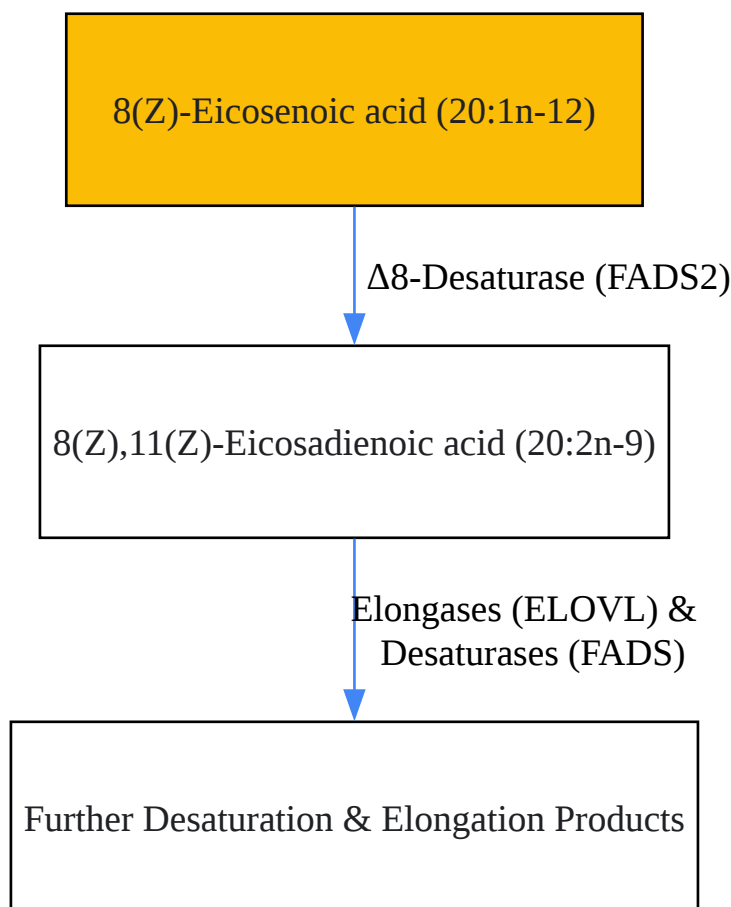 8(Z)-Eicosenoic acid (20:1n-12)
Δ8-Desaturase (FADS2)
8(Z),11(Z)-Eicosadienoic acid (20:2n-9)
Elongases (ELOVL) &
Desaturases (FADS)
Further Desaturation & Elongation Products